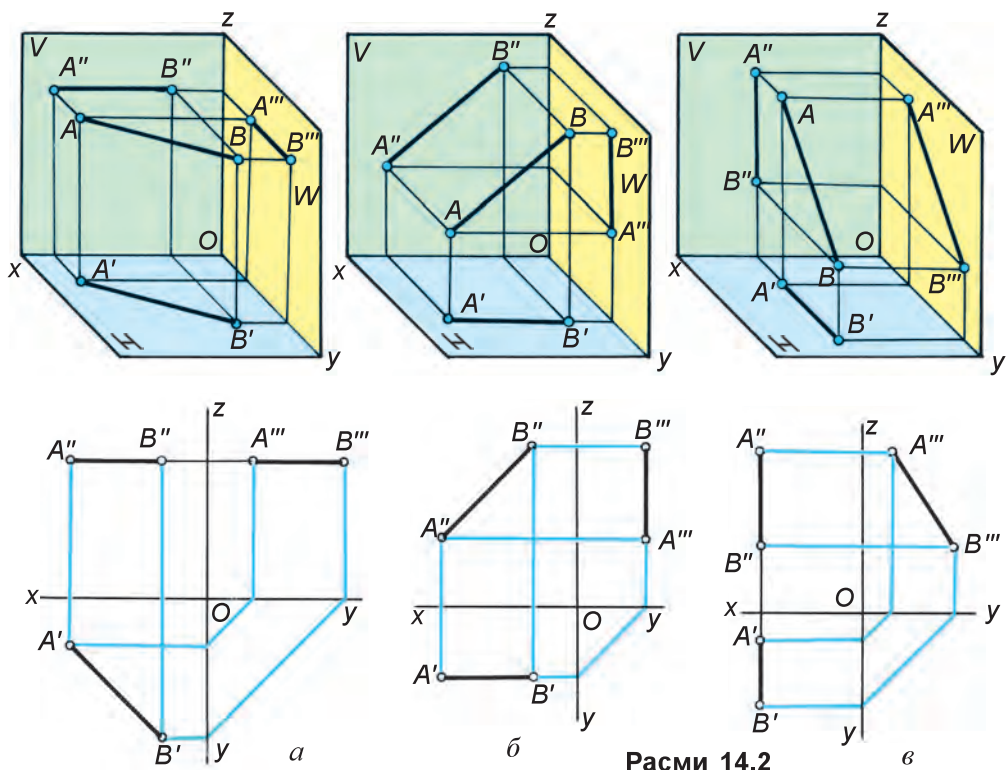 z z z
V A″ B″ A‴ A B B‴ W O x A′ B′ H y
V B″ B B‴ A″ W A O A‴ x A′ B′ H y
V A″ A A‴ W B″ O x B B‴ A′ B′ H y
z A″ B″ A‴ B‴ x O y A′ B′ y
z B″ B‴ A″ A‴ x O y A′ B′ y
z A″ A‴ B″ B‴ x O y A′ B′ y
а б в
Расми 14.2